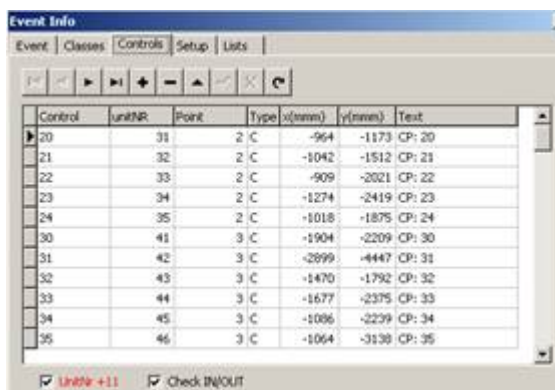 Event Info
Event Classes Controls Setup Lists
Control unitNR Point Type x(mmm) y(mmm) Text
20 31 2 C -964 -1173 CP: 20
21 32 2 C -1042 -1512 CP: 21
22 33 2 C -909 -2021 CP: 22
23 34 2 C -1274 -2419 CP: 23
24 35 2 C -1018 -1875 CP: 24
30 41 3 C -1904 -2209 CP: 30
31 42 3 C -2899 -4447 CP: 31
32 43 3 C -1470 -1792 CP: 32
33 44 3 C -1677 -2375 CP: 33
34 45 3 C -1086 -2239 CP: 34
35 46 3 C -1064 -3138 CP: 35
UnitNr +11 Check IN/OUT